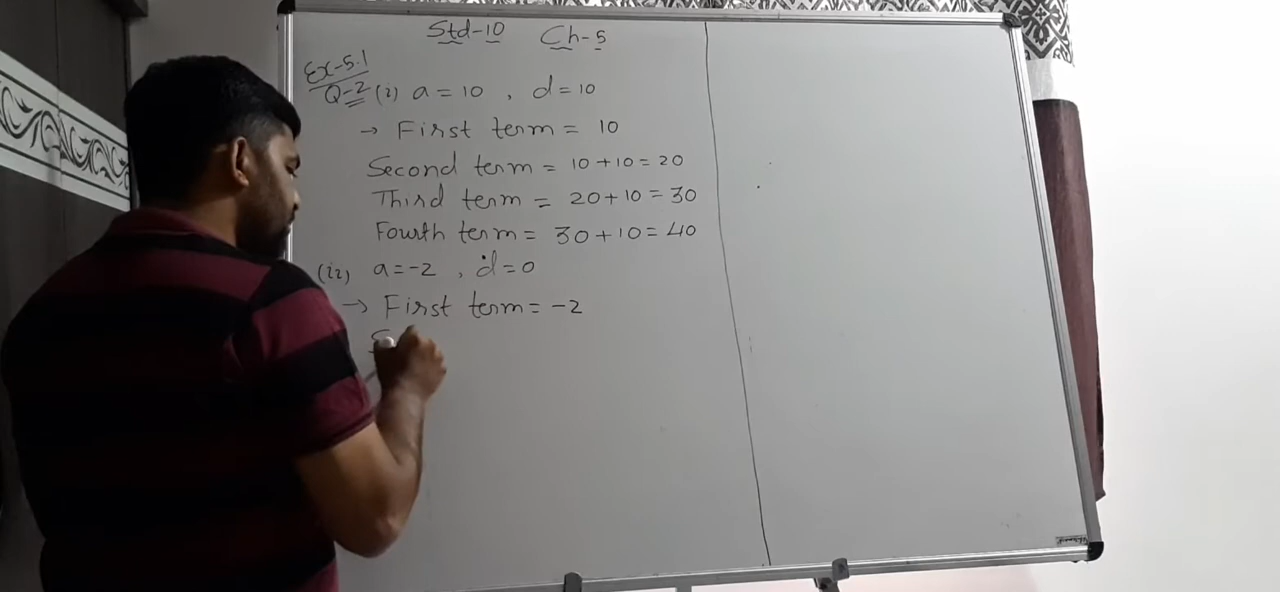 Std-10 Ch-5
Ex-5.1
Q-2 (i) a = 10 , d = 10
→ First term = 10
Second term = 10+10 = 20
Third term = 20+10 = 30
Fourth term = 30+10 = 40
(ii) a = -2 , d = 0
→ First term = -2
S